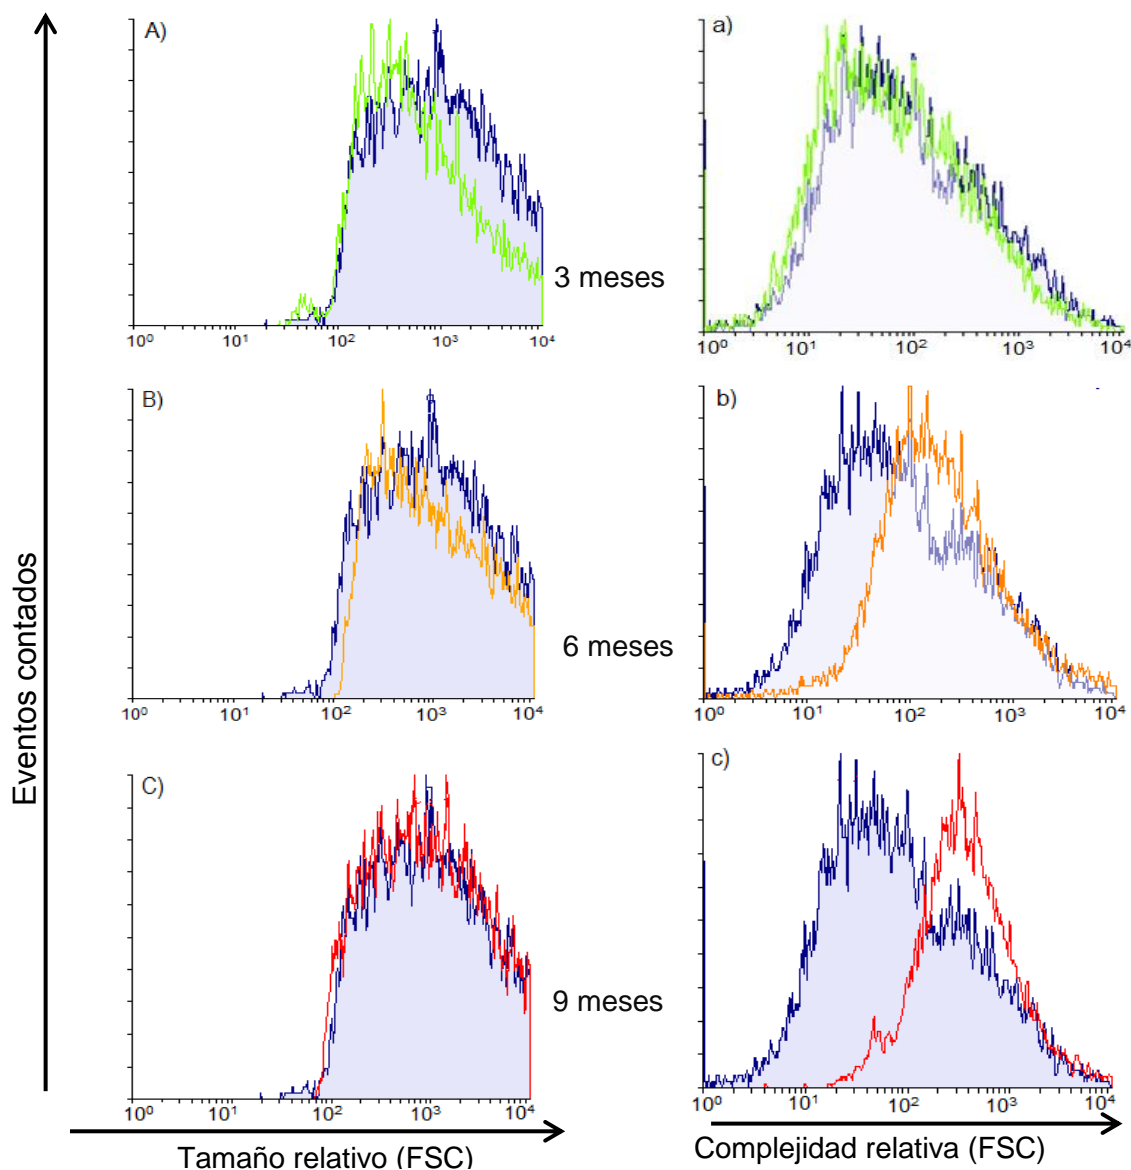 Eventos contados
A)
10⁰ 10¹ 10² 10³ 10⁴
a)
10⁰ 10¹ 10² 10³ 10⁴
3 meses
B)
10⁰ 10¹ 10² 10³ 10⁴
b)
10⁰ 10¹ 10² 10³ 10⁴
6 meses
C)
10⁰ 10¹ 10² 10³ 10⁴
c)
10⁰ 10¹ 10² 10³ 10⁴
9 meses
Tamaño relativo (FSC)
Complejidad relativa (FSC)